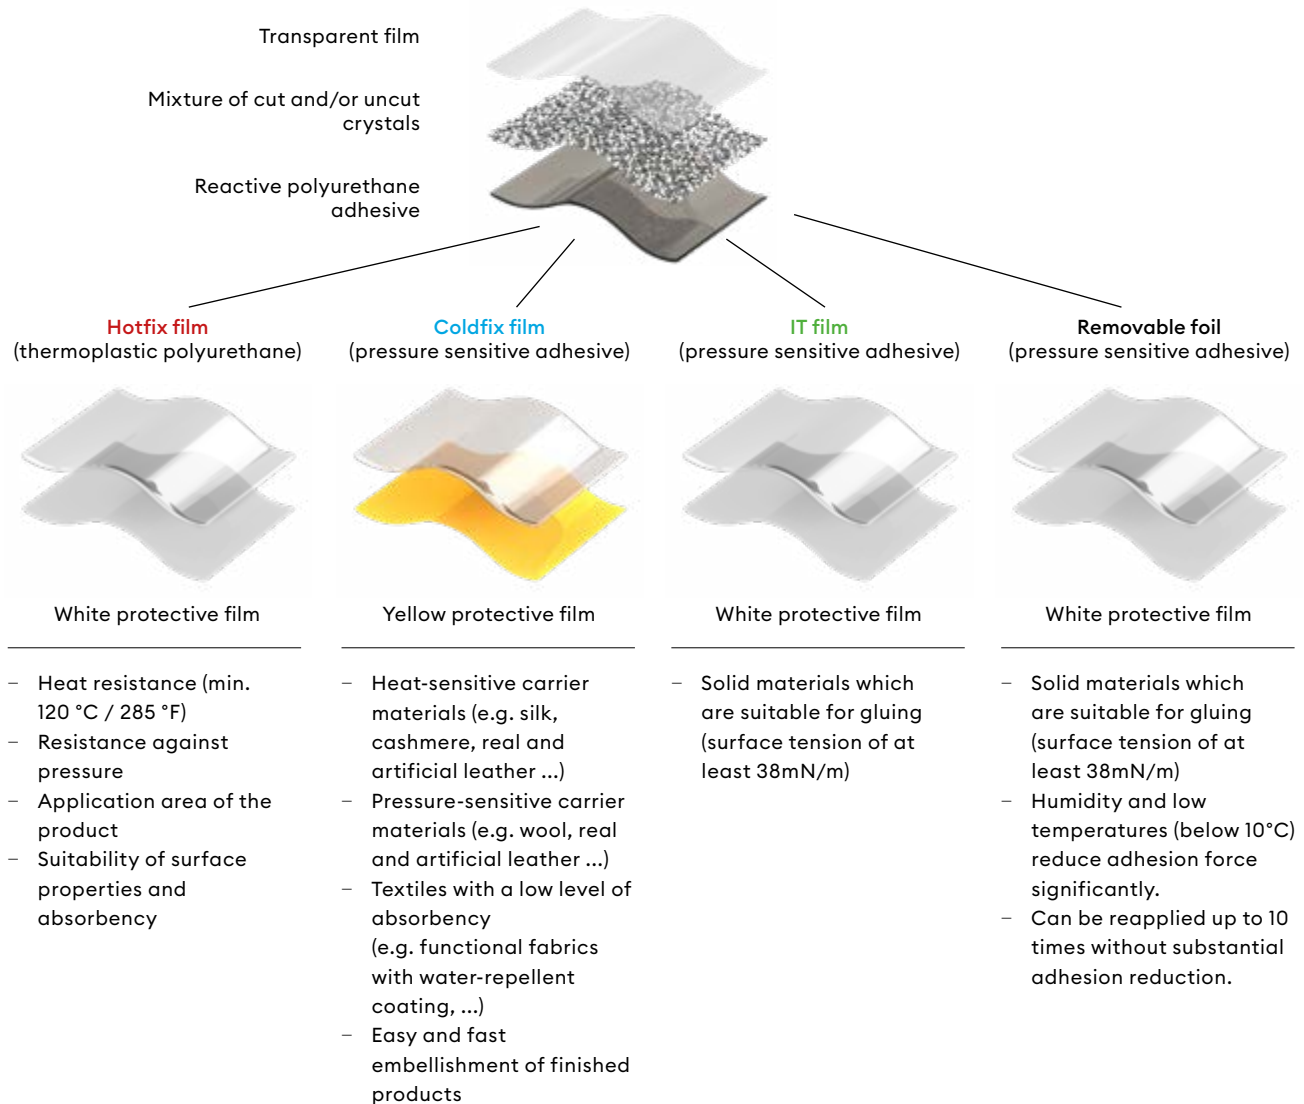 Transparent film
Mixture of cut and/or uncut
crystals
Reactive polyurethane
adhesive
Hotfix film
(thermoplastic polyurethane)
Coldfix film
(pressure sensitive adhesive)
IT film
(pressure sensitive adhesive)
Removable foil
(pressure sensitive adhesive)
White protective film
Yellow protective film
White protective film
White protective film
– Heat resistance (min.
120 °C / 285 °F)
– Resistance against
pressure
– Application area of the
product
– Suitability of surface
properties and
absorbency
– Heat-sensitive carrier
materials (e.g. silk,
cashmere, real and
artificial leather ...)
– Pressure-sensitive carrier
materials (e.g. wool, real
and artificial leather ...)
– Textiles with a low level of
absorbency
(e.g. functional fabrics
with water-repellent
coating, ...)
– Easy and fast
embellishment of finished
products
– Solid materials which
are suitable for gluing
(surface tension of at
least 38mN/m)
– Solid materials which
are suitable for gluing
(surface tension of at
least 38mN/m)
– Humidity and low
temperatures (below 10°C)
reduce adhesion force
significantly.
– Can be reapplied up to 10
times without substantial
adhesion reduction.